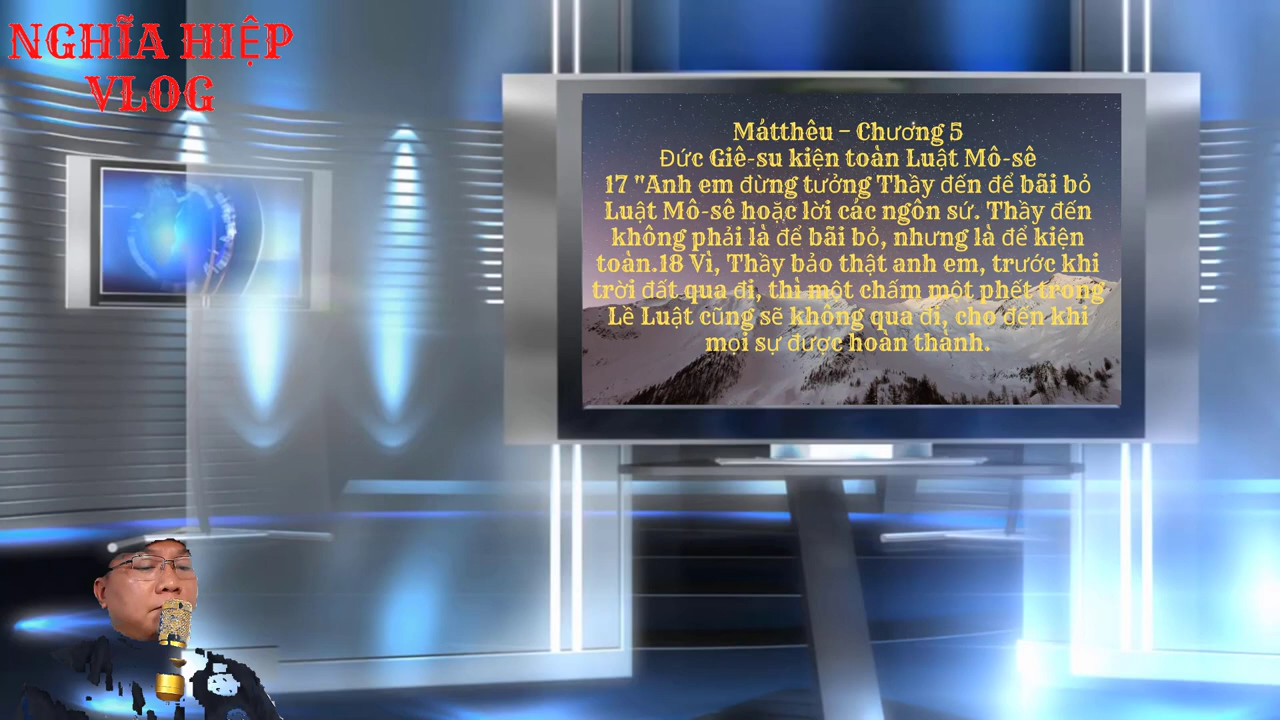 NGHĨA HIỆP
VLOG
Mátthêu – Chương 5
Đức Giê-su kiện toàn Luật Mô-sê
17 "Anh em đừng tưởng Thầy đến để bãi bỏ
Luật Mô-sê hoặc lời các ngôn sứ. Thầy đến
không phải là để bãi bỏ, nhưng là để kiện
toàn.18 Vì, Thầy bảo thật anh em, trước khi
trời đất qua đi, thì một chấm một phết trong
Lề Luật cũng sẽ không qua đi, cho đến khi
mọi sự được hoàn thành.